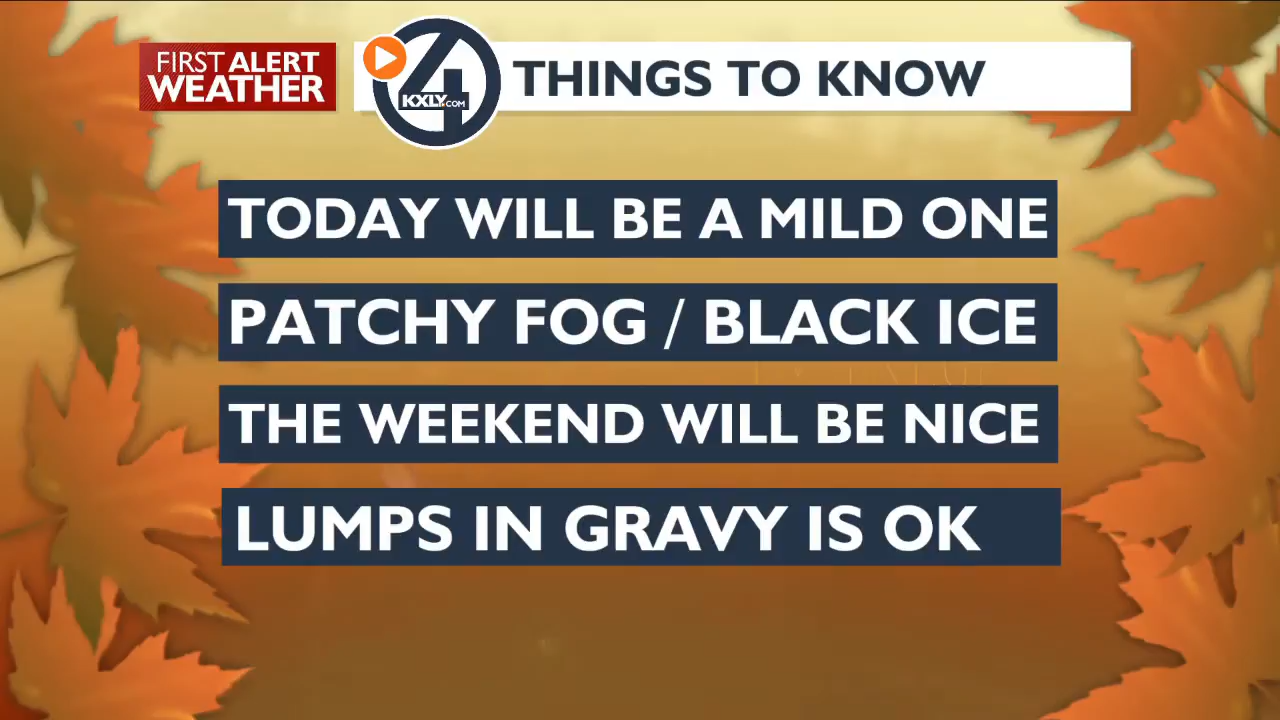 FIRST ALERT
WEATHER
4
KXLY.COM
THINGS TO KNOW
TODAY WILL BE A MILD ONE
PATCHY FOG / BLACK ICE
THE WEEKEND WILL BE NICE
LUMPS IN GRAVY IS OK